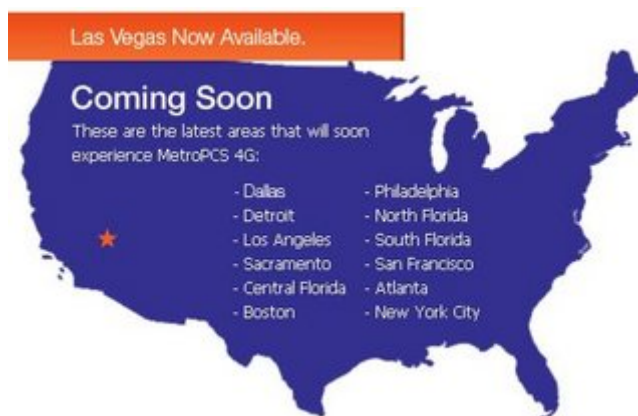 Las Vegas Now Available.
Coming Soon
These are the latest areas that will soon
experience MetroPCS 4G:
- Dallas
- Detroit
- Los Angeles
- Sacramento
- Central Florida
- Boston
- Philadelphia
- North Florida
- South Florida
- San Francisco
- Atlanta
- New York City